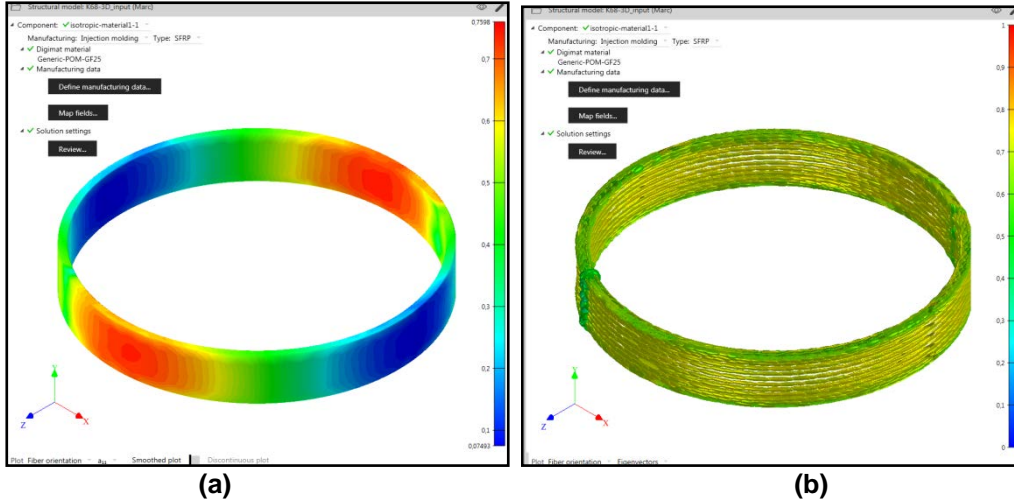 Structural model: K68-3D_input (Marc)
Component: isotropic-material1-1
Manufacturing: Injection molding Type: SFRP
Digimat material
Generic-POM-GF25
Manufacturing data
Define manufacturing data...
Map fields...
Solution settings
Review...
0,7598
0,7
0,6
0,5
0,4
0,3
0,2
0,1
0,07493
Y
Z
X
Plot Fiber orientation a11 Smoothed plot Discontinuous plot
(a)
Structural model: K68-3D_input (Marc)
Component: isotropic-material1-1
Manufacturing: Injection molding Type: SFRP
Digimat material
Generic-POM-GF25
Manufacturing data
Define manufacturing data...
Map fields...
Solution settings
Review...
1
0,9
0,8
0,7
0,6
0,5
0,4
0,3
0,2
0,1
0
Y
Z
X
Plot Fiber orientation Eigenvectors
(b)